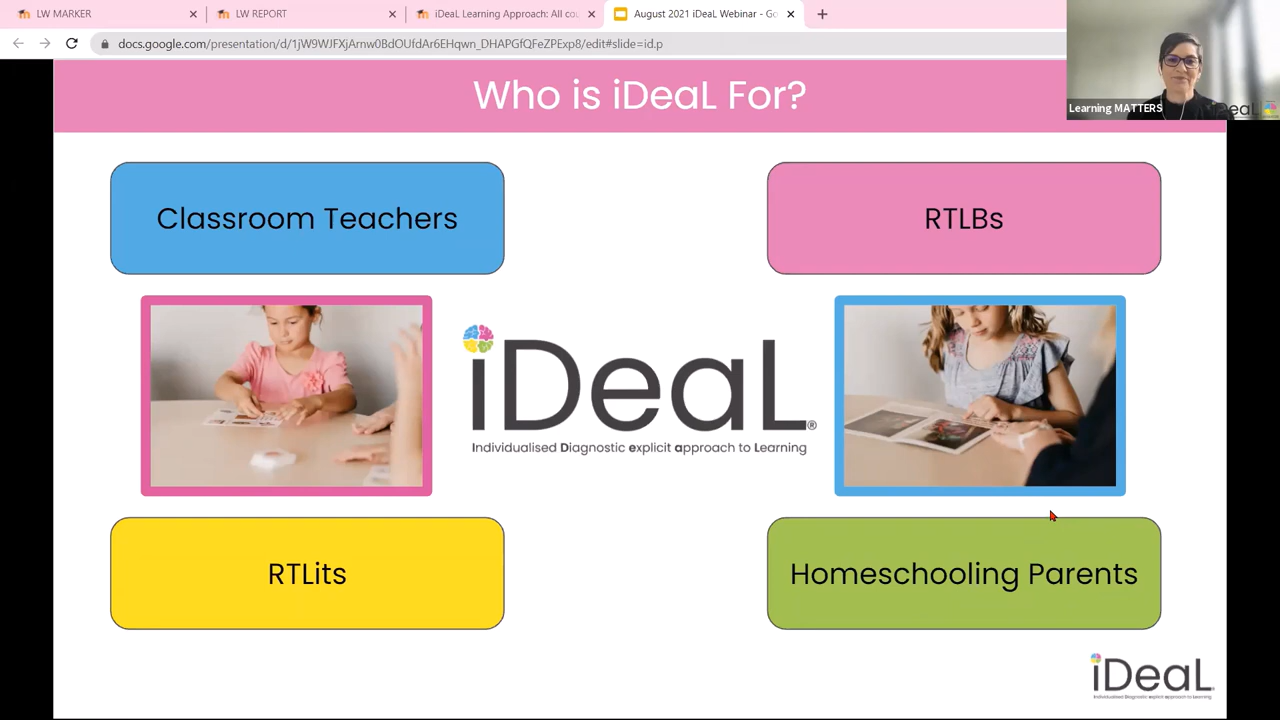 LW MARKER
LW REPORT
iDeaL Learning Approach: All cou
August 2021 iDeaL Webinar - Go
docs.google.com/presentation/d/1jW9WJFXjArnw0BdOUfdAr6EHqwn_DHAPGfQFeZPExp8/edit#slide=id.p
Learning MATTERS
iDeaL
Who is iDeaL For?
Classroom Teachers
RTLBs
iDeaL®
Individualised Diagnostic explicit approach to Learning
RTLits
Homeschooling Parents
iDeaL
Individualised Diagnostic explicit approach to Learning